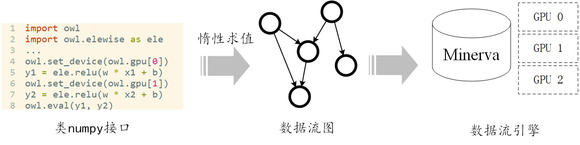 1 import owl
2 import owl.elewise as ele
3 ...
4 owl.set_device(owl.gpu[0])
5 y1 = ele.relu(w * x1 + b)
6 owl.set_device(owl.gpu[1])
7 y2 = ele.relu(w * x2 + b)
8 owl.eval(y1, y2)
类numpy接口
惰性求值
数据流图
Minerva
GPU 0
GPU 1
GPU 2
数据流引擎